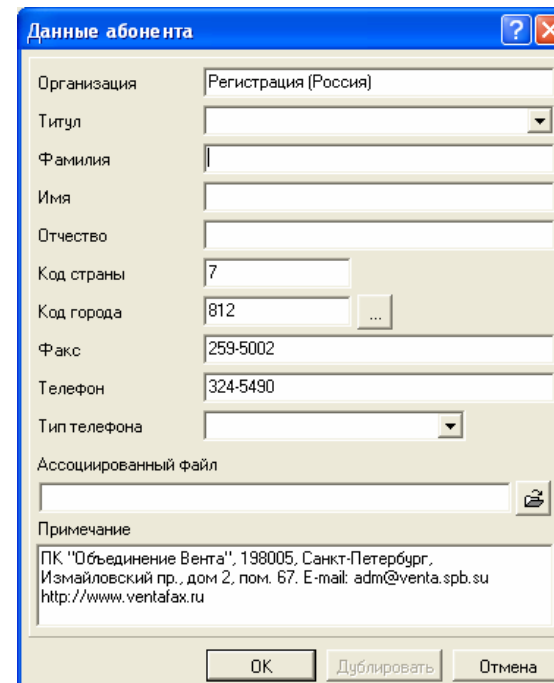 Данные абонента
Организация Регистрация (Россия)
Титул
Фамилия
Имя
Отчество
Код страны 7
Код города 812 ...
Факс 259-5002
Телефон 324-5490
Тип телефона
Ассоциированный файл
Примечание
ПК "Объединение Вента", 198005, Санкт-Петербург,
Измайловский пр., дом 2, пом. 67. E-mail: adm@venta.spb.su
http://www.ventafax.ru
ОК Дублировать Отмена